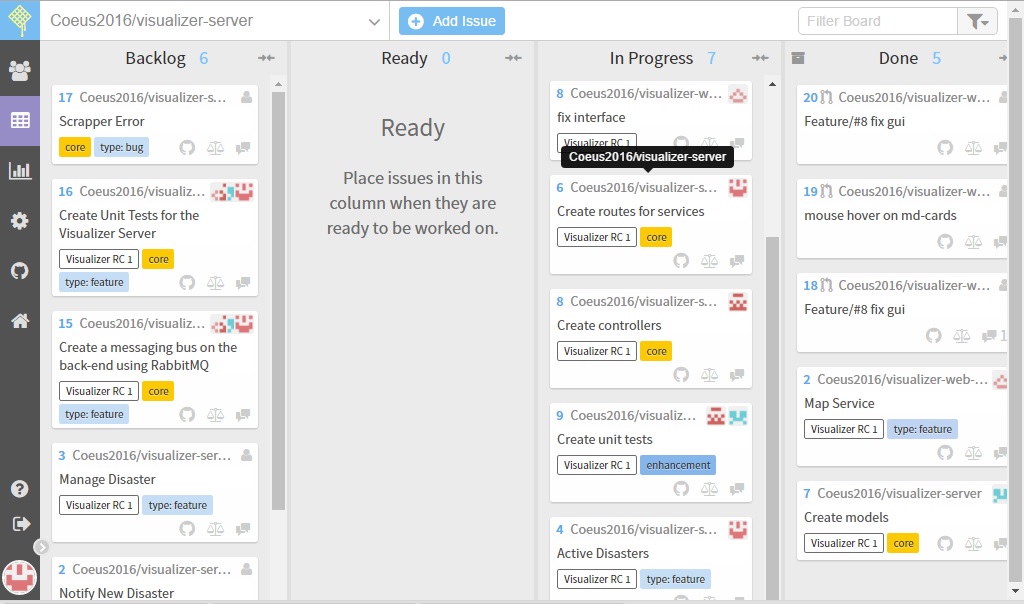 Coeus2016/visualizer-server
Add Issue
Filter Board
Backlog 6
17 Coeus2016/visualizer-s...
Scrapper Error
core type: bug
16 Coeus2016/visualiz...
Create Unit Tests for the
Visualizer Server
Visualizer RC 1 core
type: feature
15 Coeus2016/visualiz...
Create a messaging bus on the
back-end using RabbitMQ
Visualizer RC 1 core
type: feature
3 Coeus2016/visualizer-ser...
Manage Disaster
Visualizer RC 1 type: feature
2 Coeus2016/visualizer-ser...
Notify New Disaster
Ready 0
Ready
Place issues in this
column when they are
ready to be worked on.
In Progress 7
8 Coeus2016/visualizer-w...
fix interface
Visualizer RC 1
Coeus2016/visualizer-server
6 Coeus2016/visualizer-s...
Create routes for services
Visualizer RC 1 core
8 Coeus2016/visualizer-s...
Create controllers
Visualizer RC 1 core
9 Coeus2016/visualiz...
Create unit tests
Visualizer RC 1 enhancement
4 Coeus2016/visualizer-s...
Active Disasters
Visualizer RC 1 type: feature
Done 5
20 Coeus2016/visualizer-w...
Feature/#8 fix gui
19 Coeus2016/visualizer-w...
mouse hover on md-cards
18 Coeus2016/visualizer-w...
Feature/#8 fix gui
1
2 Coeus2016/visualizer-web-...
Map Service
Visualizer RC 1 type: feature
7 Coeus2016/visualizer-server
Create models
Visualizer RC 1 core